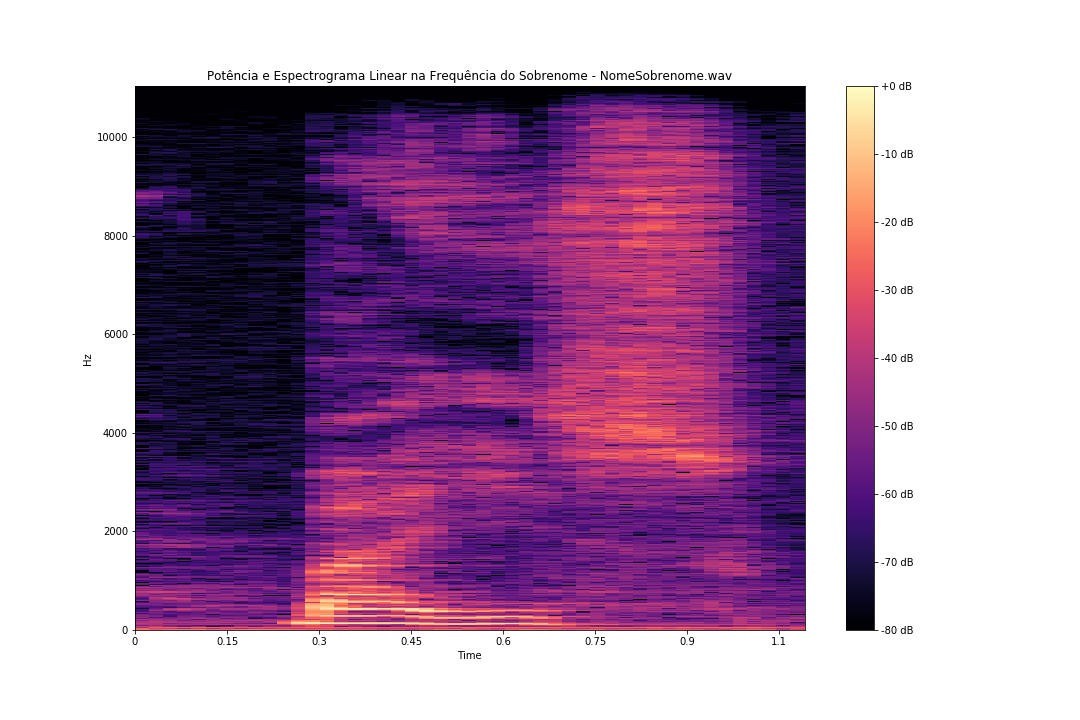 Potência e Espectrograma Linear na Frequência do Sobrenome - NomeSobrenome.wav
Hz
10000
8000
6000
4000
2000
0
0
0.15
0.3
0.45
0.6
0.75
0.9
1.1
Time
+0 dB
-10 dB
-20 dB
-30 dB
-40 dB
-50 dB
-60 dB
-70 dB
-80 dB